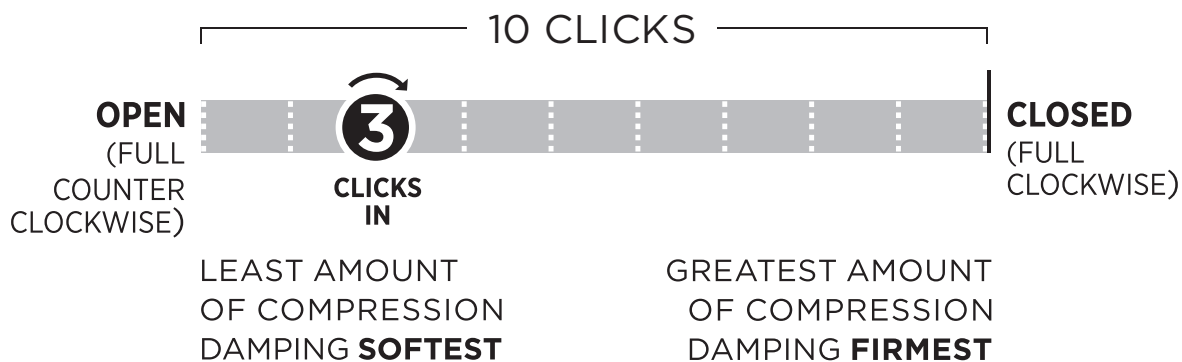 10 CLICKS
OPEN
(FULL
COUNTER
CLOCKWISE)
3
CLICKS
IN
CLOSED
(FULL
CLOCKWISE)
LEAST AMOUNT
OF COMPRESSION
DAMPING SOFTEST
GREATEST AMOUNT
OF COMPRESSION
DAMPING FIRMEST